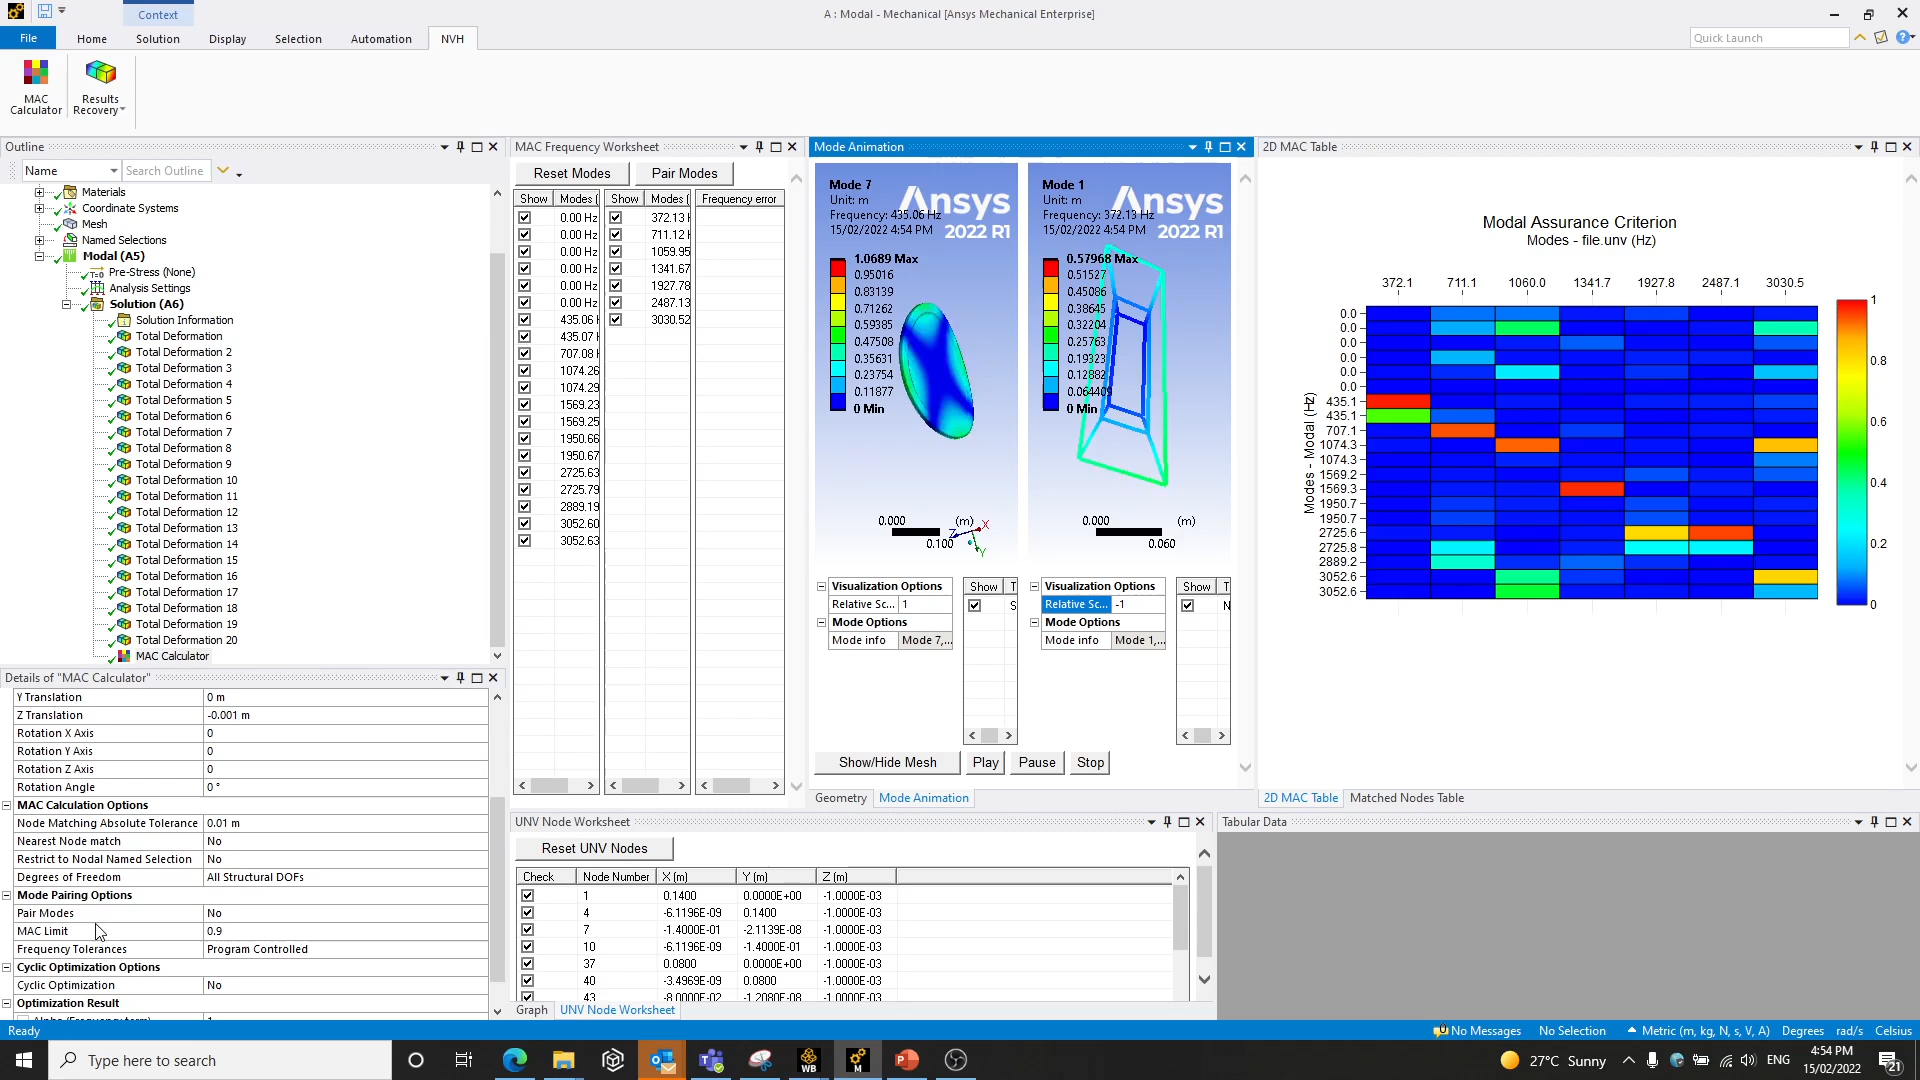 Context
A : Modal - Mechanical [Ansys Mechanical Enterprise]
File
Home
Solution
Display
Selection
Automation
NVH
Quick Launch
MAC
Calculator
Results
Recovery
Outline
Name
Search Outline
Materials
Coordinate Systems
Mesh
Named Selections
Modal (A5)
Pre-Stress (None)
Analysis Settings
Solution (A6)
Solution Information
Total Deformation
Total Deformation 2
Total Deformation 3
Total Deformation 4
Total Deformation 5
Total Deformation 6
Total Deformation 7
Total Deformation 8
Total Deformation 9
Total Deformation 10
Total Deformation 11
Total Deformation 12
Total Deformation 13
Total Deformation 14
Total Deformation 15
Total Deformation 16
Total Deformation 17
Total Deformation 18
Total Deformation 19
Total Deformation 20
MAC Calculator
Details of "MAC Calculator"
Y Translation 0 m
Z Translation -0.001 m
Rotation X Axis 0
Rotation Y Axis 0
Rotation Z Axis 0
Rotation Angle 0 °
MAC Calculation Options
Node Matching Absolute Tolerance 0.01 m
Nearest Node match No
Restrict to Nodal Named Selection No
Degrees of Freedom All Structural DOFs
Mode Pairing Options
Pair Modes No
MAC Limit 0.9
Frequency Tolerances Program Controlled
Cyclic Optimization Options
Cyclic Optimization No
Optimization Result
MAC Frequency Worksheet
Reset Modes
Pair Modes
Show Modes ( Show Modes ( Frequency error
0.00 Hz 372.13 H
0.00 Hz 711.12 H
0.00 Hz 1059.95
0.00 Hz 1341.67
0.00 Hz 1927.78
0.00 Hz 2487.13
435.06 H 3030.52
435.07 H
707.08 H
1074.26
1074.29
1569.23
1569.25
1950.66
1950.67
2725.63
2725.79
2889.19
3052.60
3052.63
Mode Animation
Mode 7
Unit: m
Frequency: 435.06 Hz
15/02/2022 4:54 PM
Ansys
2022 R1
1.0689 Max
0.95016
0.83139
0.71262
0.59385
0.47508
0.35631
0.23754
0.11877
0 Min
0.000
(m)
0.100
X
Y
Z
Mode 1
Unit: m
Frequency: 372.13 Hz
15/02/2022 4:54 PM
Ansys
2022 R1
0.57968 Max
0.51527
0.45086
0.38645
0.32204
0.25763
0.19323
0.12882
0.064409
0 Min
0.000
(m)
0.060
Visualization Options
Relative Sc... 1
Mode Options
Mode info Mode 7,...
Show T
S
Visualization Options
Relative Sc... -1
Mode Options
Mode info Mode 1,...
Show T
N
Show/Hide Mesh
Play
Pause
Stop
Geometry
Mode Animation
2D MAC Table
Modal Assurance Criterion
Modes - file.unv (Hz)
372.1 711.1 1060.0 1341.7 1927.8 2487.1 3030.5
Modes - Modal (Hz)
0.0
0.0
0.0
0.0
0.0
0.0
435.1
435.1
707.1
1074.3
1074.3
1569.2
1569.3
1950.7
1950.7
2725.6
2725.8
2889.2
3052.6
3052.6
1
0.8
0.6
0.4
0.2
0
2D MAC Table
Matched Nodes Table
UNV Node Worksheet
Reset UNV Nodes
Check Node Number X (m) Y (m) Z (m)
1 0.1400 0.0000E+00 -1.0000E-03
4 -6.1196E-09 0.1400 -1.0000E-03
7 -1.4000E-01 -2.1139E-08 -1.0000E-03
10 -6.1196E-09 -1.4000E-01 -1.0000E-03
37 0.0800 0.0000E+00 -1.0000E-03
40 -3.4969E-09 0.0800 -1.0000E-03
43 -8.0000E-02 -1.2080E-08 -1.0000E-03
Graph
UNV Node Worksheet
Tabular Data
Ready
No Messages
No Selection
Metric (m, kg, N, s, V, A)
Degrees
rad/s
Celsius
Type here to search
WB
M
27°C Sunny
ENG
4:54 PM
15/02/2022
21